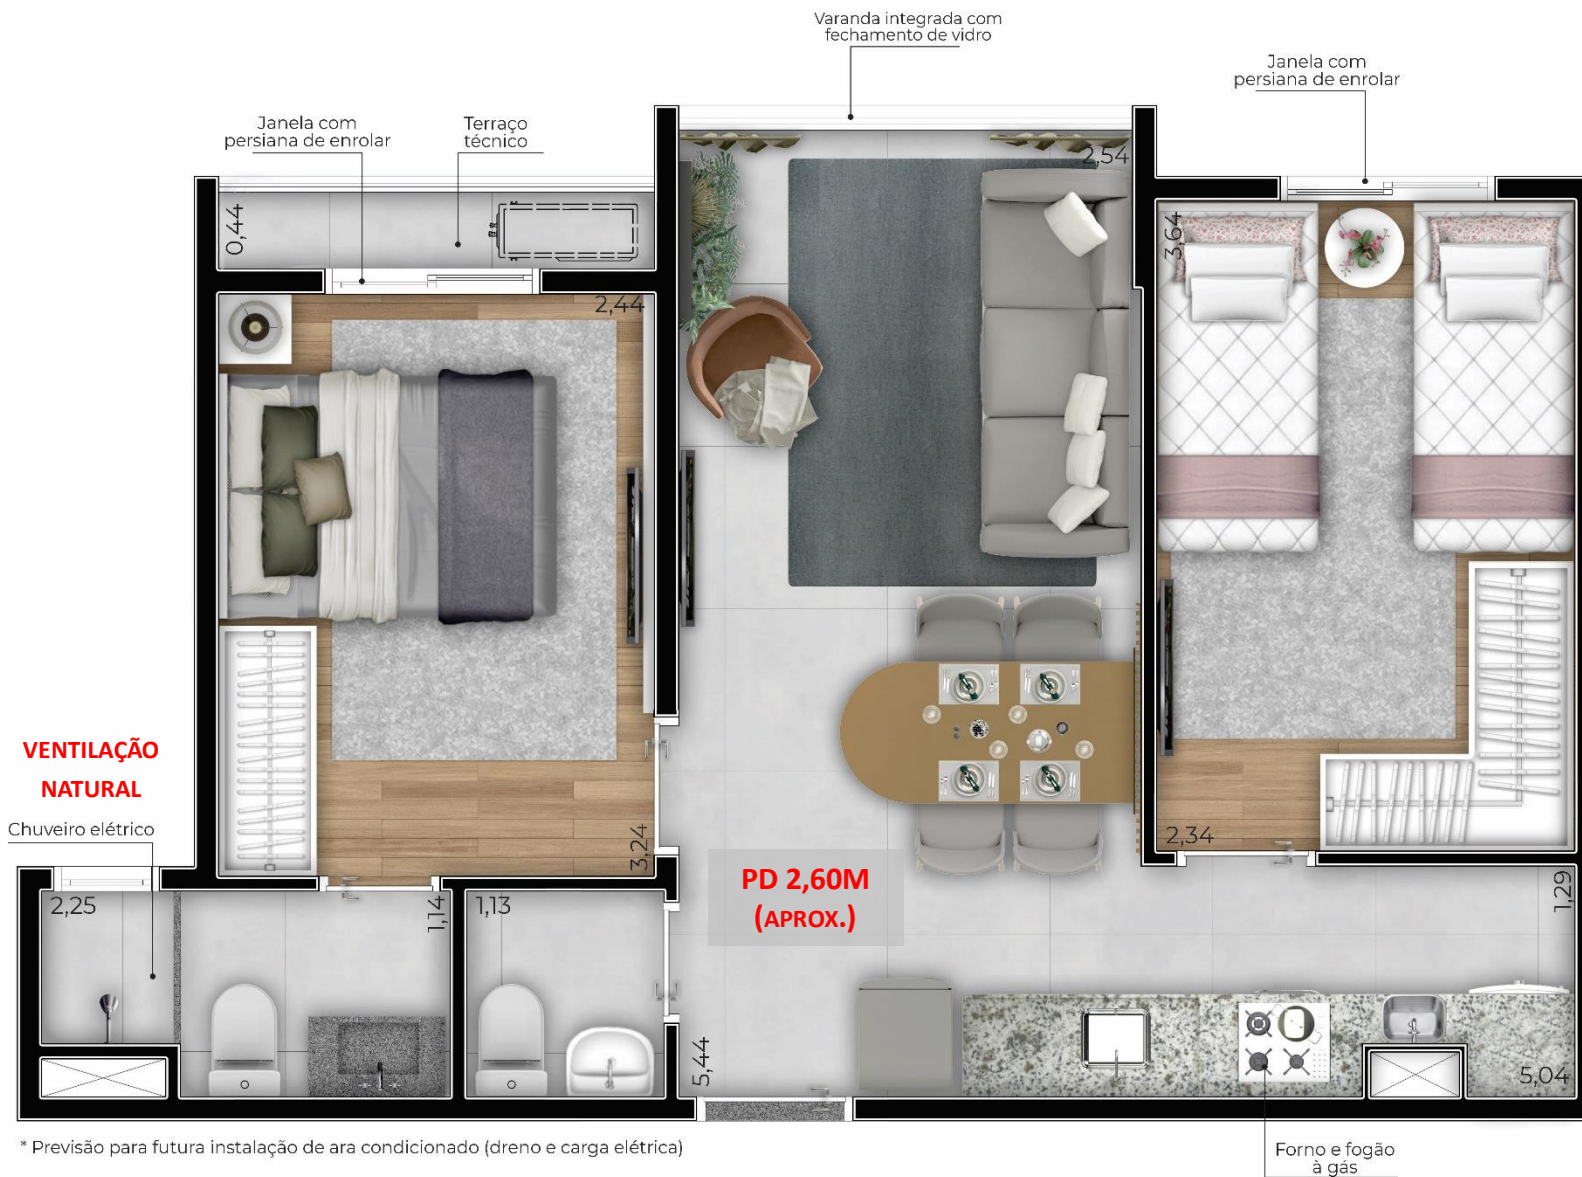 Varanda integrada com
fechamento de vidro
Janela com
persiana de enrolar
Janela com
persiana de enrolar
Terraço
técnico
2,54
0,44
3,64
2,44
VENTILAÇÃO
NATURAL
Chuveiro elétrico
3,24
2,34
PD 2,60M
(APROX.)
2,25
1,14
1,13
1,29
5,44
5,04
* Previsão para futura instalação de ara condicionado (dreno e carga elétrica)
Forno e fogão
à gás